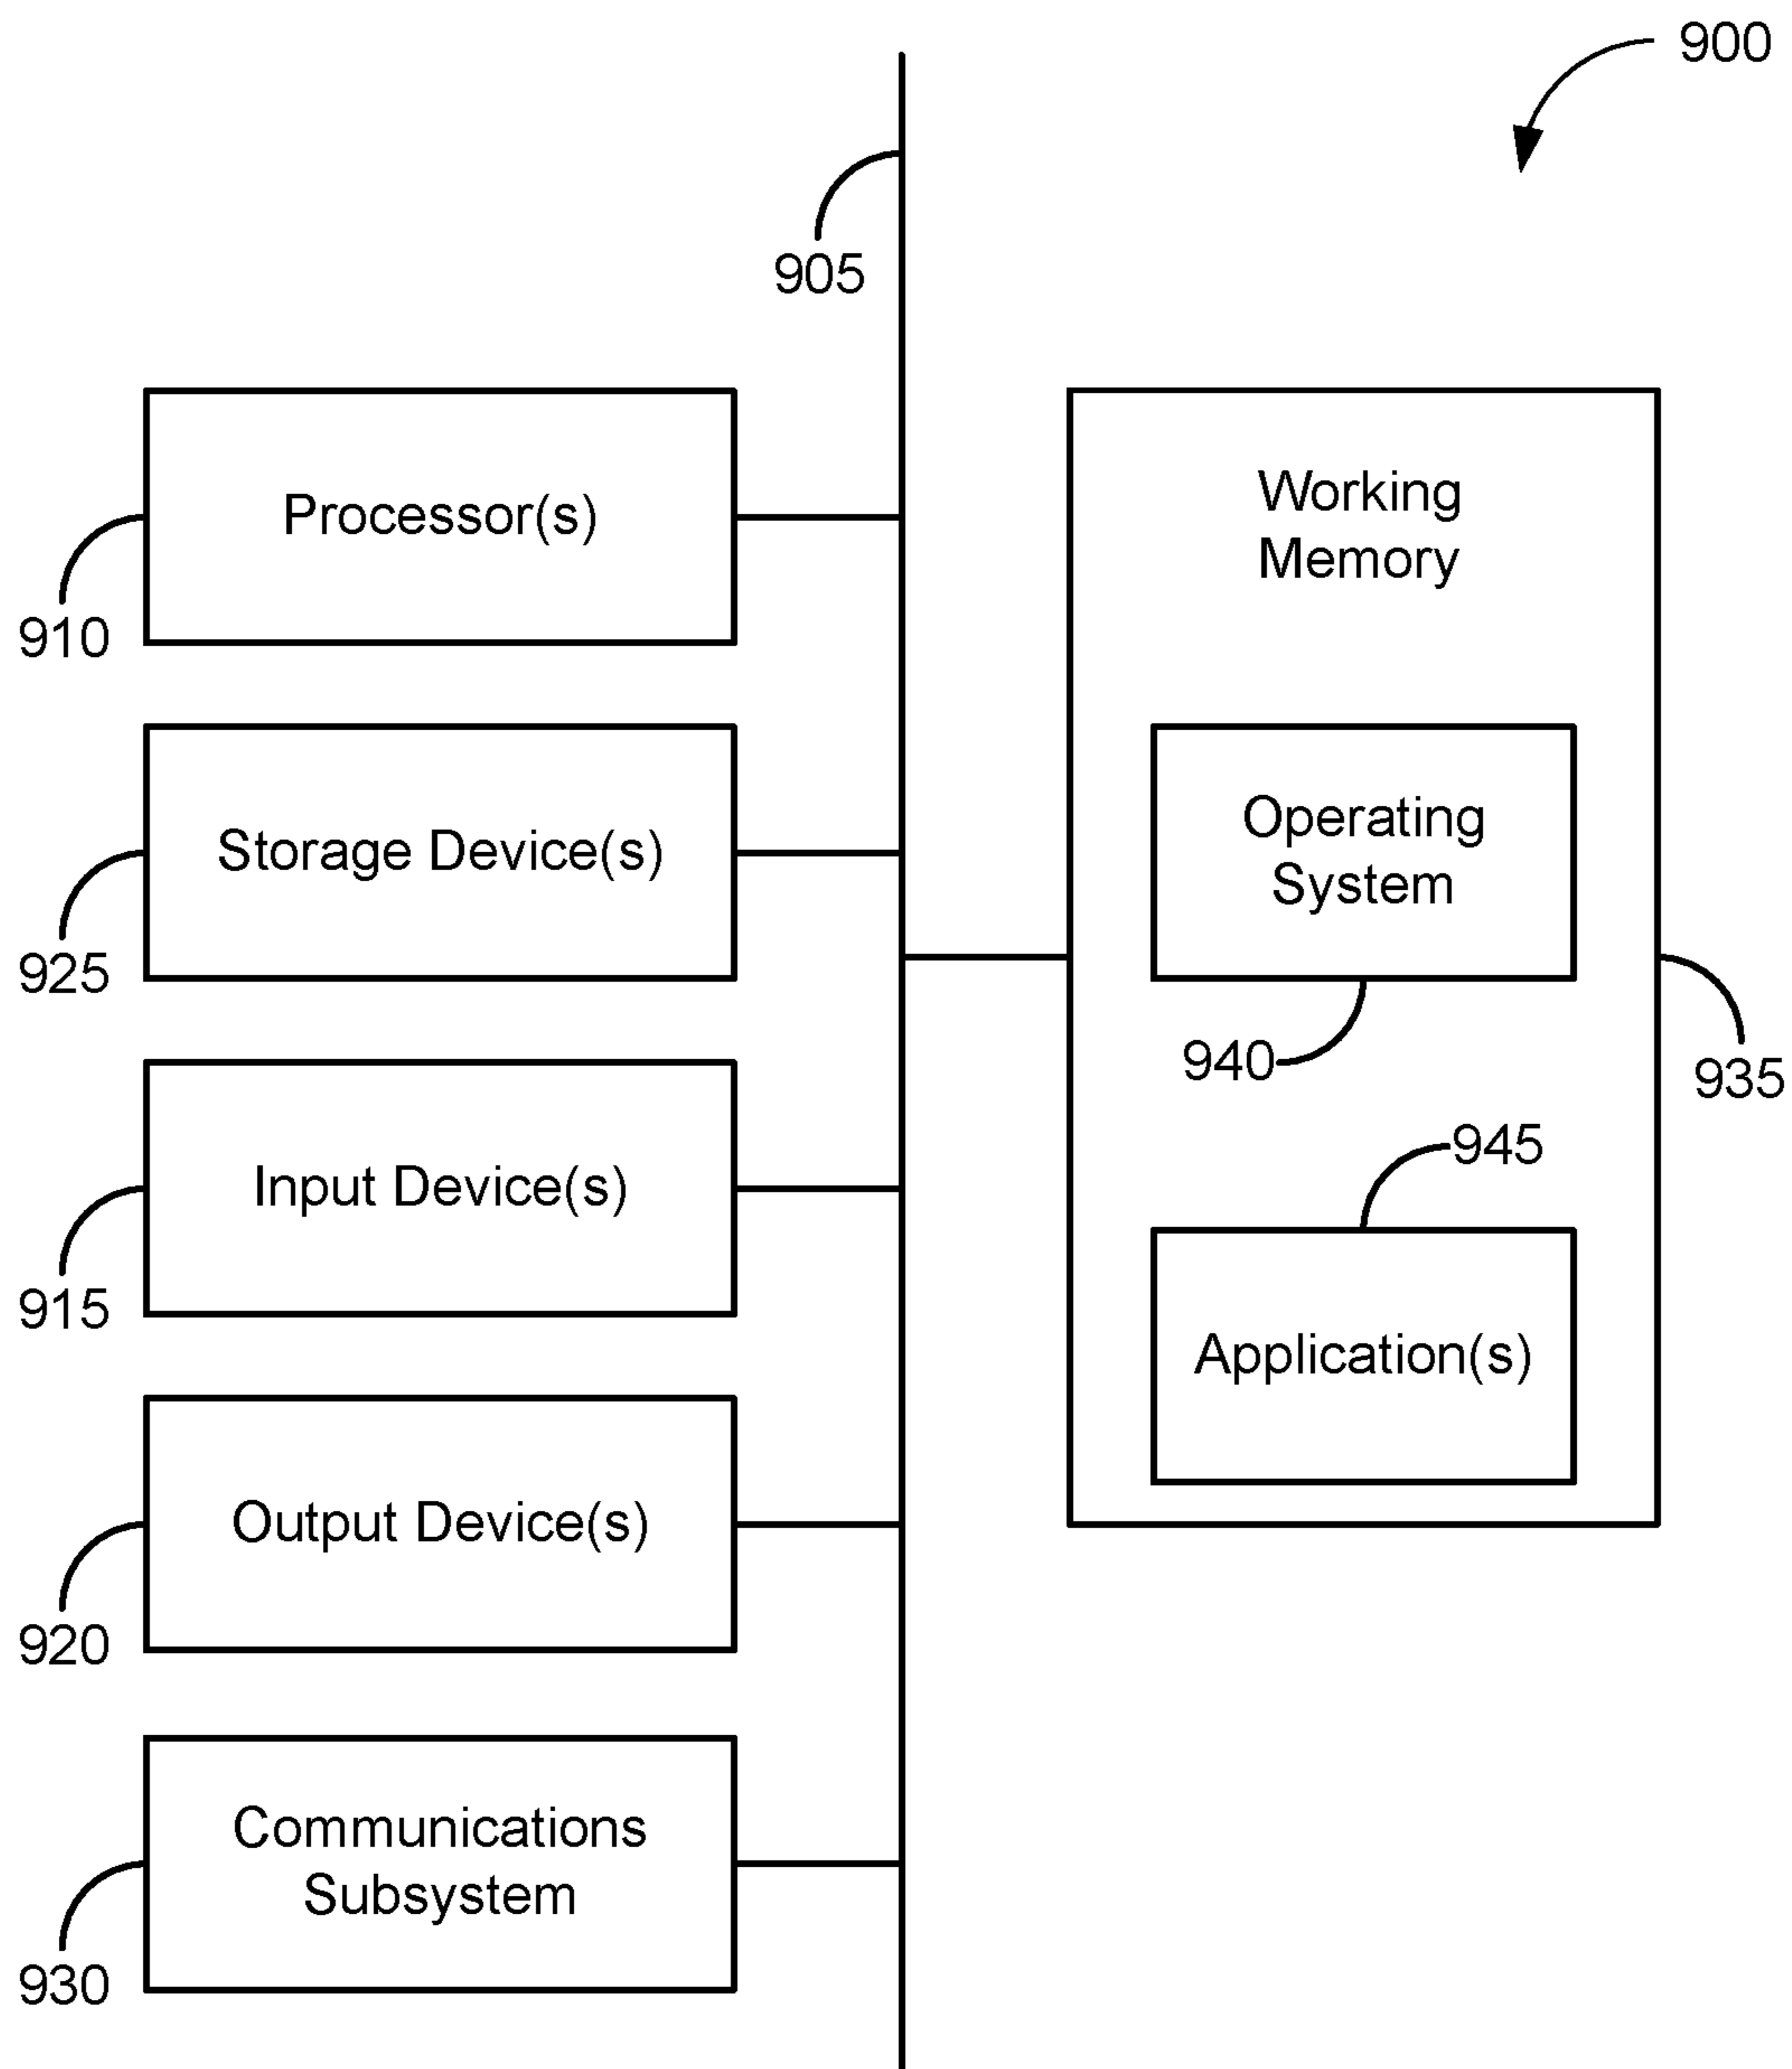 900
905
Processor(s)
910
Storage Device(s)
925
Input Device(s)
915
Output Device(s)
920
Communications
Subsystem
930
Working
Memory
Operating
System
940
935
945
Application(s)